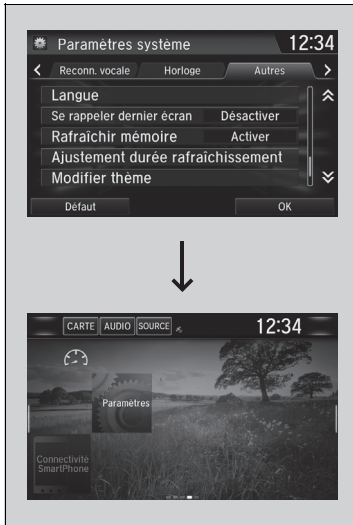 Paramètres système 12:34
Reconn. vocale Horloge Autres
Langue
Se rappeler dernier écran Désactiver
Rafraîchir mémoire Activer
Ajustement durée rafraîchissement
Modifier thème
Défaut OK
CARTE AUDIO SOURCE 12:34
Paramètres
Connectivité
SmartPhone